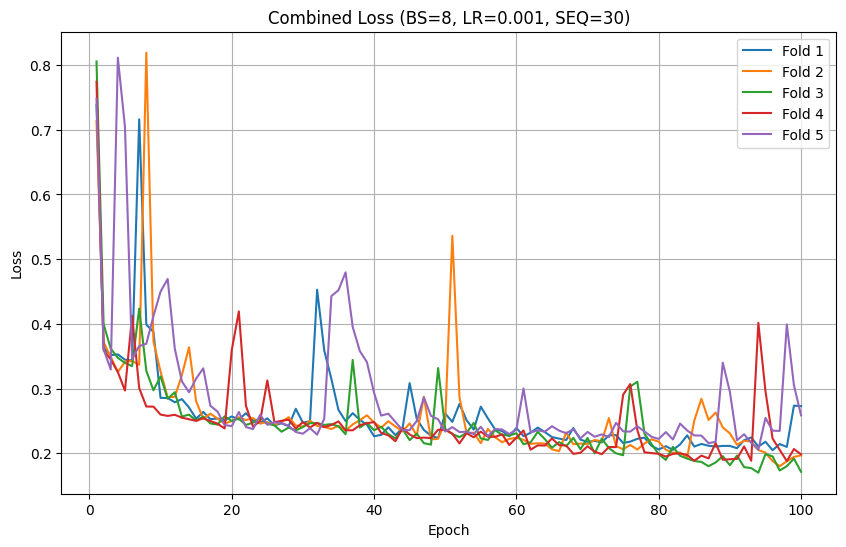 Combined Loss (BS=8, LR=0.001, SEQ=30)
Fold 1
Fold 2
Fold 3
Fold 4
Fold 5
Loss
0.8
0.7
0.6
0.5
0.4
0.3
0.2
0 20 40 60 80 100
Epoch